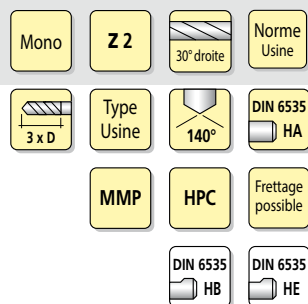 Mono
Z 2
30° droite
Norme
Usine
3 x D
Type
Usine
140°
DIN 6535
HA
MMP
HPC
Frettage
possible
DIN 6535
HB
DIN 6535
HE